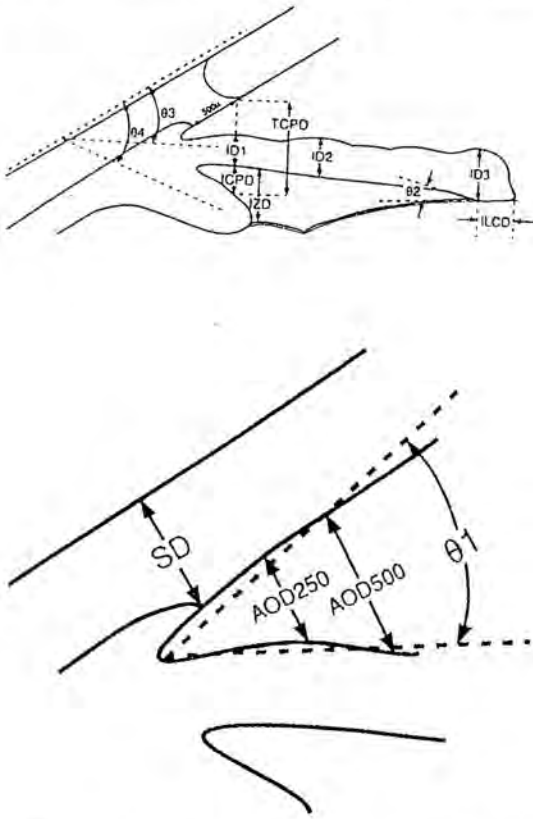 θ3
θ4
500µ
TCPD
ID1
ID2
ID3
ICPD
IZD
θ2
ILCD
SD
AOD250
AOD500
θ1